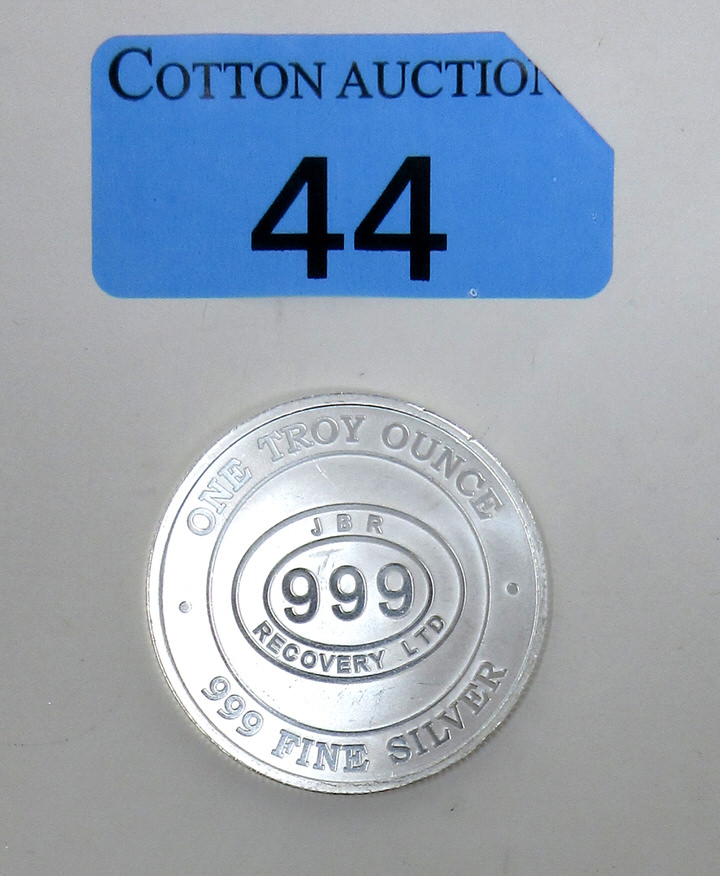 COTTON AUCTION
44
ONE TROY OUNCE
JBR
999
RECOVERY LTD
999 FINE SILVER